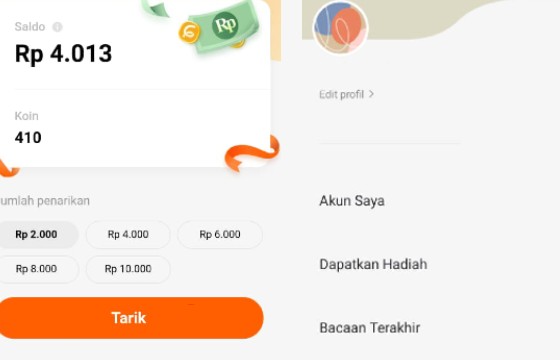 Saldo
Rp 4.013
Rp
Koin
410
umlah penarikan
Rp 2.000
Rp 4.000
Rp 6.000
Rp 8.000
Rp 10.000
Tarik
Edit profil >
Akun Saya
Dapatkan Hadiah
Bacaan Terakhir